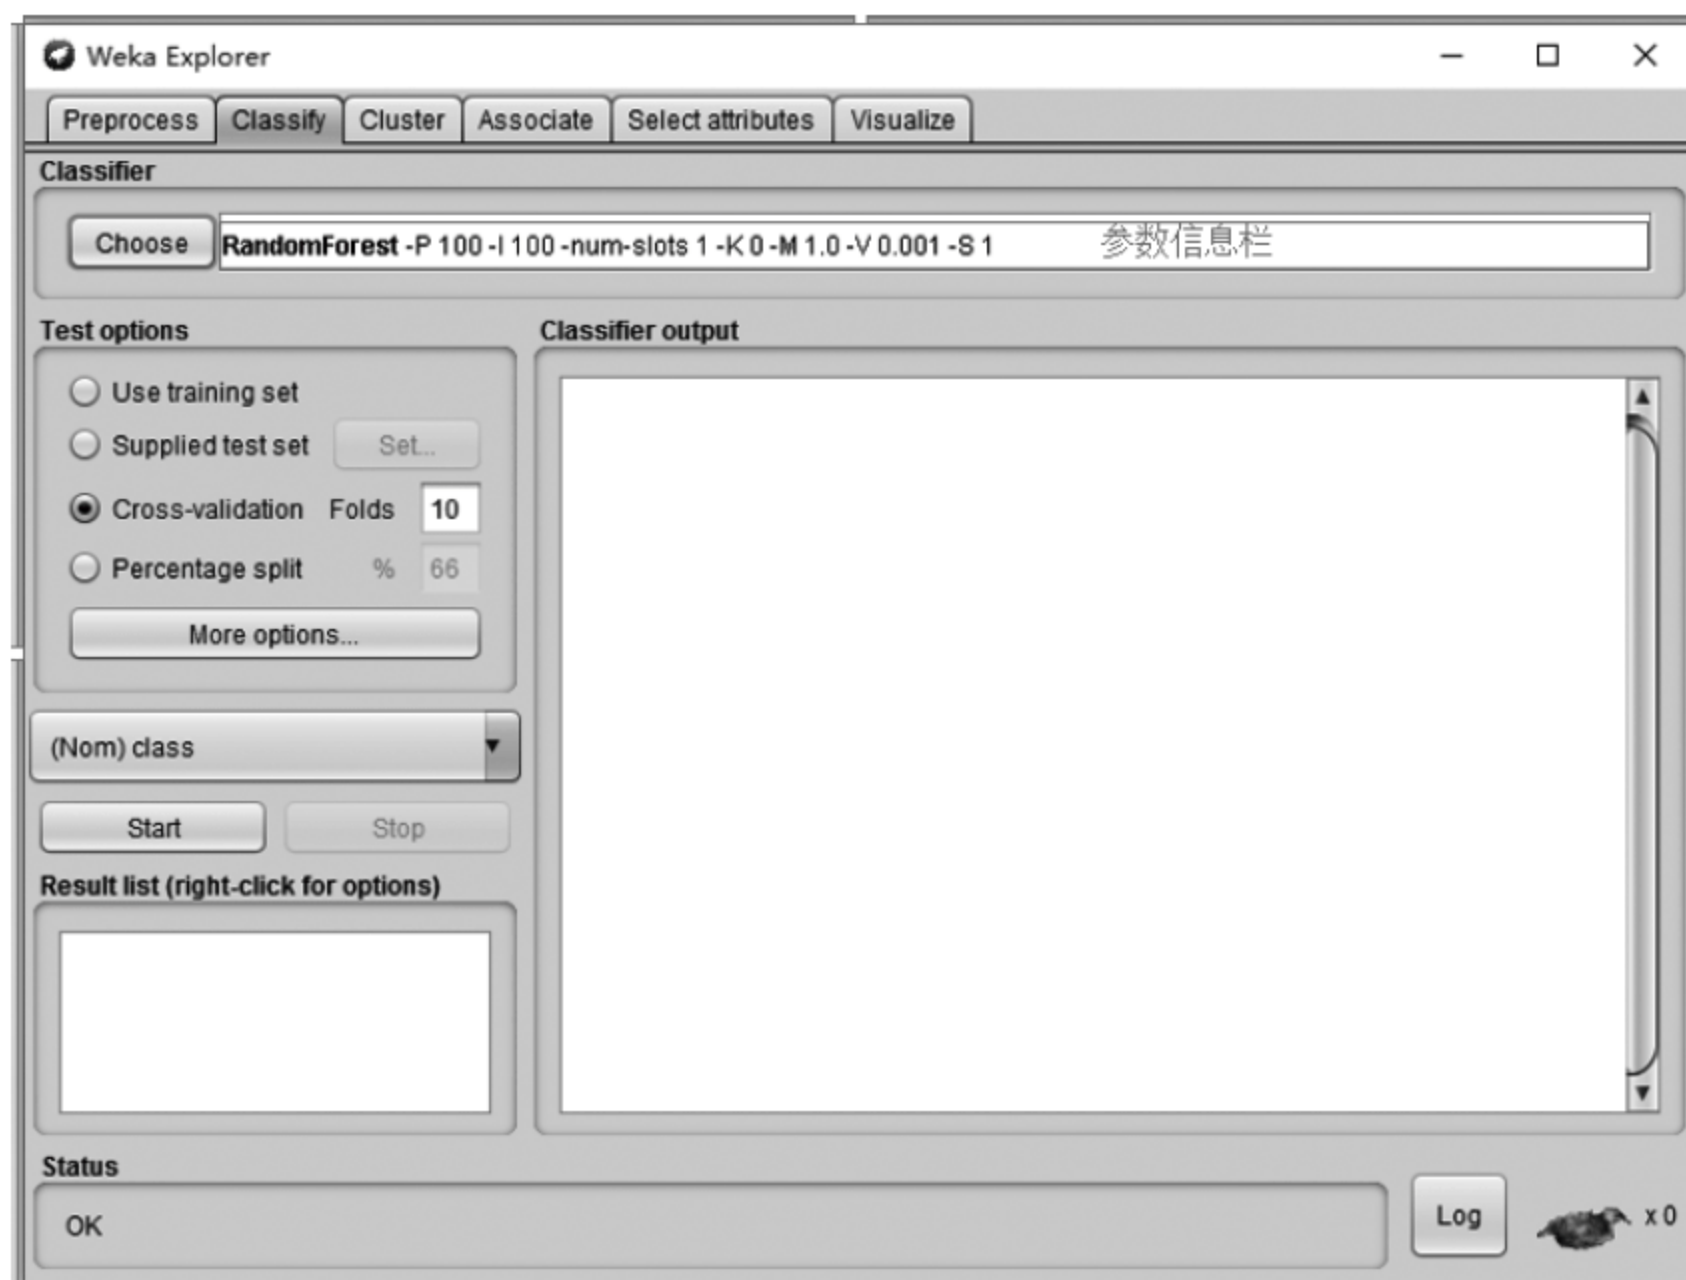 Weka Explorer
Preprocess Classify Cluster Associate Select attributes Visualize
Classifier
Choose RandomForest -P 100 -I 100 -num-slots 1 -K 0 -M 1.0 -V 0.001 -S 1 参数信息栏
Test options
Use training set
Supplied test set Set...
Cross-validation Folds 10
Percentage split % 66
More options...
(Nom) class
Start Stop
Result list (right-click for options)
Classifier output
Status
OK
Log x 0